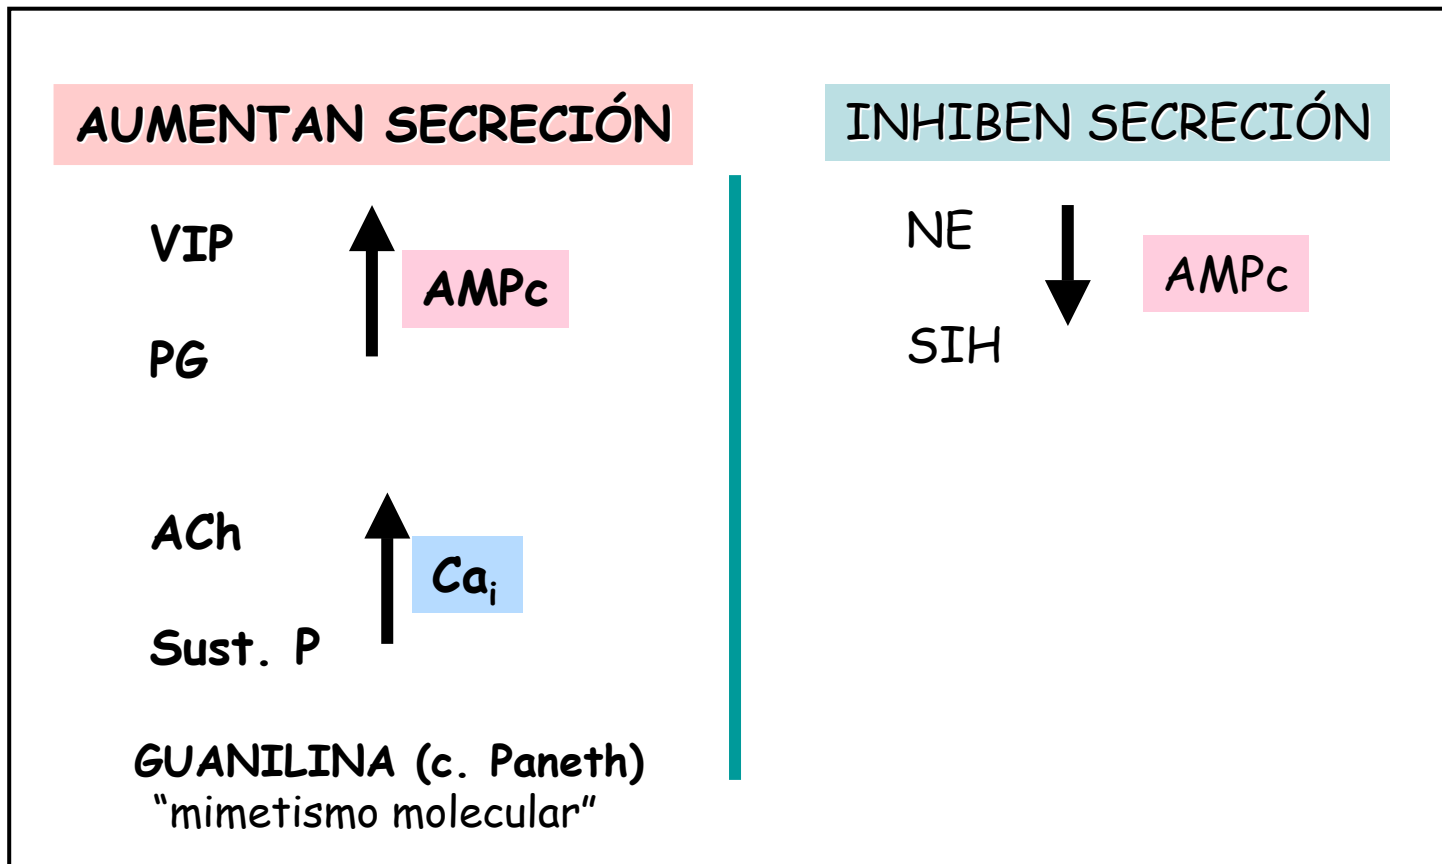 AUMENTAN SECRECIÓN
VIP
AMPc
PG
ACh
Cai
Sust. P
GUANILINA (c. Paneth)
“mimetismo molecular”
INHIBEN SECRECIÓN
NE
AMPc
SIH